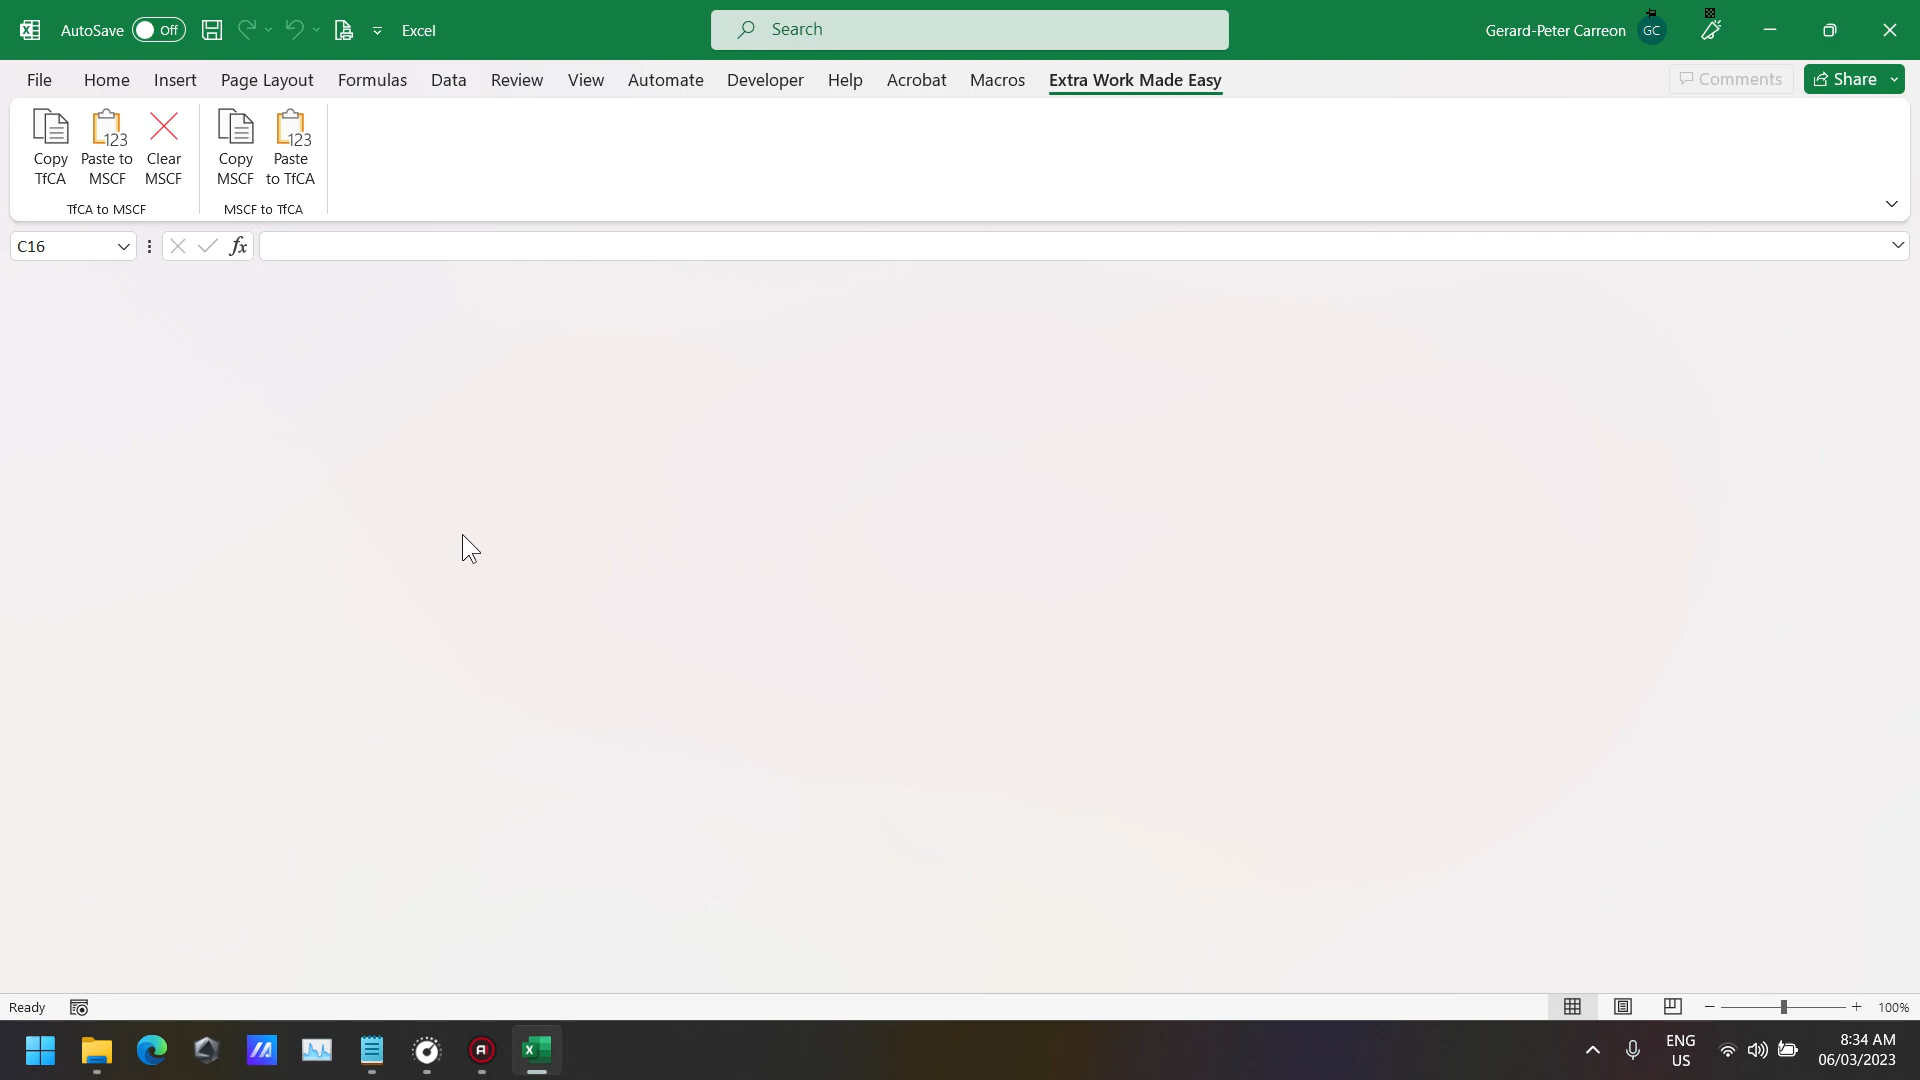 AutoSave Off Excel Search Gerard-Peter Carreon GC
File Home Insert Page Layout Formulas Data Review View Automate Developer Help Acrobat Macros Extra Work Made Easy Comments Share
Copy TfCA
Paste to MSCF
Clear MSCF
TfCA to MSCF
Copy MSCF
Paste to TfCA
MSCF to TfCA
C16 fx
Ready 100%
ENG
US
8:34 AM
06/03/2023